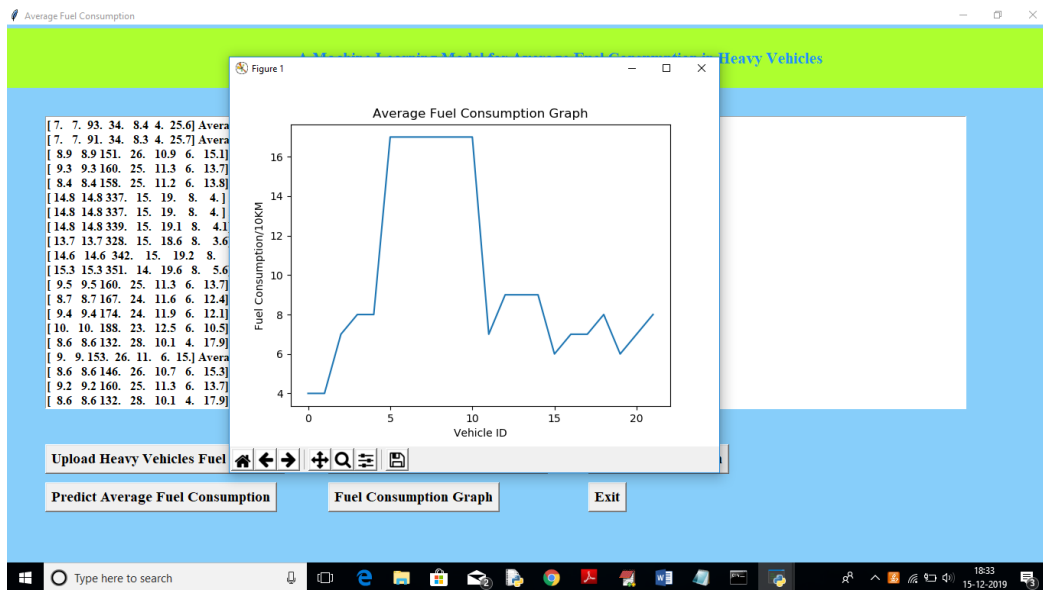 Average Fuel Consumption
A Machine Learning Model for Average Fuel Consumption in Heavy Vehicles
Figure 1
Average Fuel Consumption Graph
16
14
12
10
8
6
4
Fuel Consumption/10KM
0 5 10 15 20
Vehicle ID
[ 7. 7. 93. 34. 8.4 4. 25.6] Avera
[ 7. 7. 91. 34. 8.3 4. 25.7] Avera
[ 8.9 8.9 151. 26. 10.9 6. 15.1]
[ 9.3 9.3 160. 25. 11.3 6. 13.7]
[ 8.4 8.4 158. 25. 11.2 6. 13.8]
[ 14.8 14.8 337. 15. 19. 8. 4. ]
[ 14.8 14.8 337. 15. 19. 8. 4. ]
[ 14.8 14.8 339. 15. 19.1 8. 4.1
[ 13.7 13.7 328. 15. 18.6 8. 3.6
[ 14.6 14.6 342. 15. 19.2 8.
[ 15.3 15.3 351. 14. 19.6 8. 5.6
[ 9.5 9.5 160. 25. 11.3 6. 13.7]
[ 8.7 8.7 167. 24. 11.6 6. 12.4]
[ 9.4 9.4 174. 24. 11.9 6. 12.1]
[ 10. 10. 188. 23. 12.5 6. 10.5]
[ 8.6 8.6 132. 28. 10.1 4. 17.9]
[ 9. 9. 153. 26. 11. 6. 15.] Avera
[ 8.6 8.6 146. 26. 10.7 6. 15.3]
[ 9.2 9.2 160. 25. 11.3 6. 13.7]
[ 8.6 8.6 132. 28. 10.1 4. 17.9]
Upload Heavy Vehicles Fuel
Predict Average Fuel Consumption
Fuel Consumption Graph
Exit
Type here to search
18:33
15-12-2019